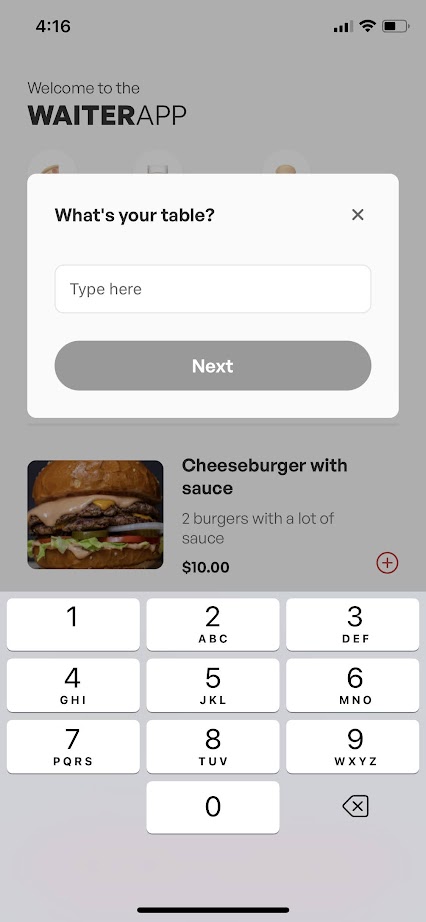 4:16
Welcome to the
WAITERAPP
What's your table?
Type here
Next
Cheeseburger with
sauce
2 burgers with a lot of
sauce
$10.00
1
2
ABC
3
DEF
4
GHI
5
JKL
6
MNO
7
PQRS
8
TUV
9
WXYZ
0